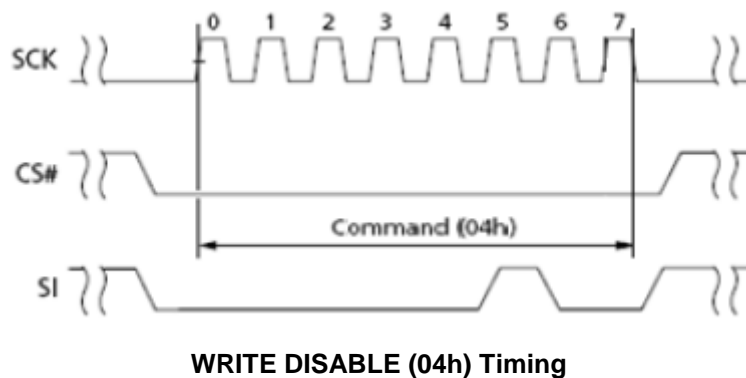 0 1 2 3 4 5 6 7
SCK
CS#
Command (04h)
SI
WRITE DISABLE (04h) Timing